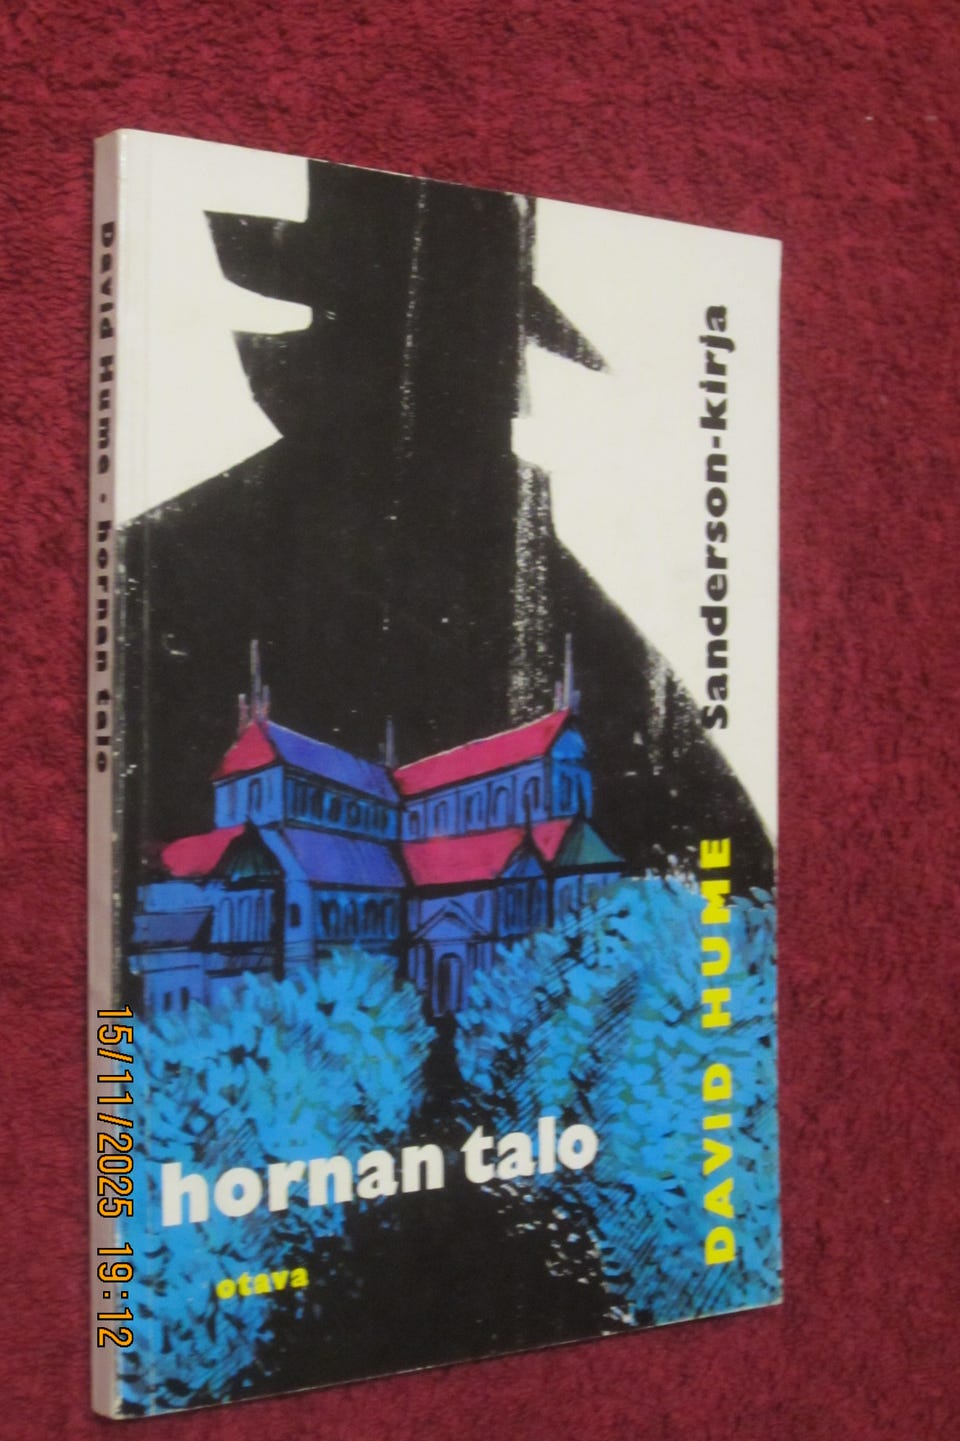 David Hume • hornan talo
Sanderson-kirja
DAVID HUME
hornan talo
otava
15/11/2025 19:12